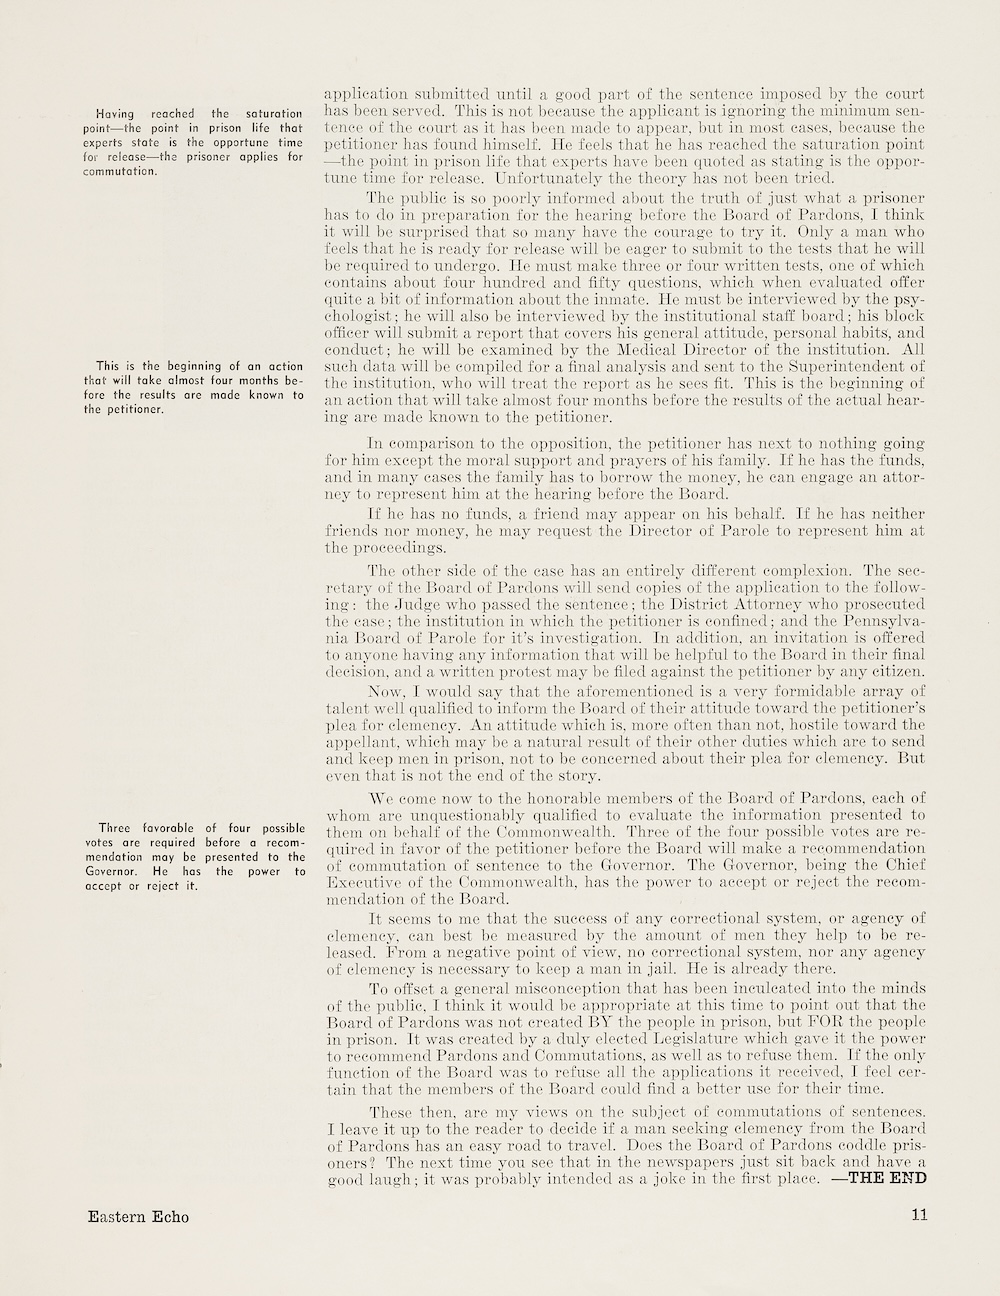 Having reached the saturation
point—the point in prison life that
experts state is the opportune time
for release—the prisoner applies for
commutation.
This is the beginning of an action
that will take almost four months be-
fore the results are made known to
the petitioner.
Three favorable of four possible
votes are required before a recom-
mendation may be presented to the
Governor. He has the power to
accept or reject it.
application submitted until a good part of the sentence imposed by the court
has been served. This is not because the applicant is ignoring the minimum sen-
tence of the court as it has been made to appear, but in most cases, because the
petitioner has found himself. He feels that he has reached the saturation point
—the point in prison life that experts have been quoted as stating is the oppor-
tune time for release. Unfortunately the theory has not been tried.
The public is so poorly informed about the truth of just what a prisoner
has to do in preparation for the hearing before the Board of Pardons, I think
it will be surprised that so many have the courage to try it. Only a man who
feels that he is ready for release will be eager to submit to the tests that he will
be required to undergo. He must make three or four written tests, one of which
contains about four hundred and fifty questions, which when evaluated offer
quite a bit of information about the inmate. He must be interviewed by the psy-
chologist; he will also be interviewed by the institutional staff board; his block
officer will submit a report that covers his general attitude, personal habits, and
conduct; he will be examined by the Medical Director of the institution. All
such data will be compiled for a final analysis and sent to the Superintendent of
the institution, who will treat the report as he sees fit. This is the beginning of
an action that will take almost four months before the results of the actual hear-
ing are made known to the petitioner.
In comparison to the opposition, the petitioner has next to nothing going
for him except the moral support and prayers of his family. If he has the funds,
and in many cases the family has to borrow the money, he can engage an attor-
ney to represent him at the hearing before the Board.
If he has no funds, a friend may appear on his behalf. If he has neither
friends nor money, he may request the Director of Parole to represent him at
the proceedings.
The other side of the case has an entirely different complexion. The sec-
retary of the Board of Pardons will send copies of the application to the follow-
ing: the Judge who passed the sentence; the District Attorney who prosecuted
the case; the institution in which the petitioner is confined; and the Pennsylva-
nia Board of Parole for it's investigation. In addition, an invitation is offered
to anyone having any information that will be helpful to the Board in their final
decision, and a written protest may be filed against the petitioner by any citizen.
Now, I would say that the aforementioned is a very formidable array of
talent well qualified to inform the Board of their attitude toward the petitioner's
plea for clemency. An attitude which is, more often than not, hostile toward the
appellant, which may be a natural result of their other duties which are to send
and keep men in prison, not to be concerned about their plea for clemency. But
even that is not the end of the story.
We come now to the honorable members of the Board of Pardons, each of
whom are unquestionably qualified to evaluate the information presented to
them on behalf of the Commonwealth. Three of the four possible votes are re-
quired in favor of the petitioner before the Board will make a recommendation
of commutation of sentence to the Governor. The Governor, being the Chief
Executive of the Commonwealth, has the power to accept or reject the recom-
mendation of the Board.
It seems to me that the success of any correctional system, or agency of
clemency, can best be measured by the amount of men they help to be re-
leased. From a negative point of view, no correctional system, nor any agency
of clemency is necessary to keep a man in jail. He is already there.
To offset a general misconception that has been inculcated into the minds
of the public, I think it would be appropriate at this time to point out that the
Board of Pardons was not created BY the people in prison, but FOR the people
in prison. It was created by a duly elected Legislature which gave it the power
to recommend Pardons and Commutations, as well as to refuse them. If the only
function of the Board was to refuse all the applications it received, I feel cer-
tain that the members of the Board could find a better use for their time.
These then, are my views on the subject of commutations of sentences.
I leave it up to the reader to decide if a man seeking clemency from the Board
of Pardons has an easy road to travel. Does the Board of Pardons coddle pris-
oners? The next time you see that in the newspapers just sit back and have a
good laugh; it was probably intended as a joke in the first place. —THE END
Eastern Echo
11